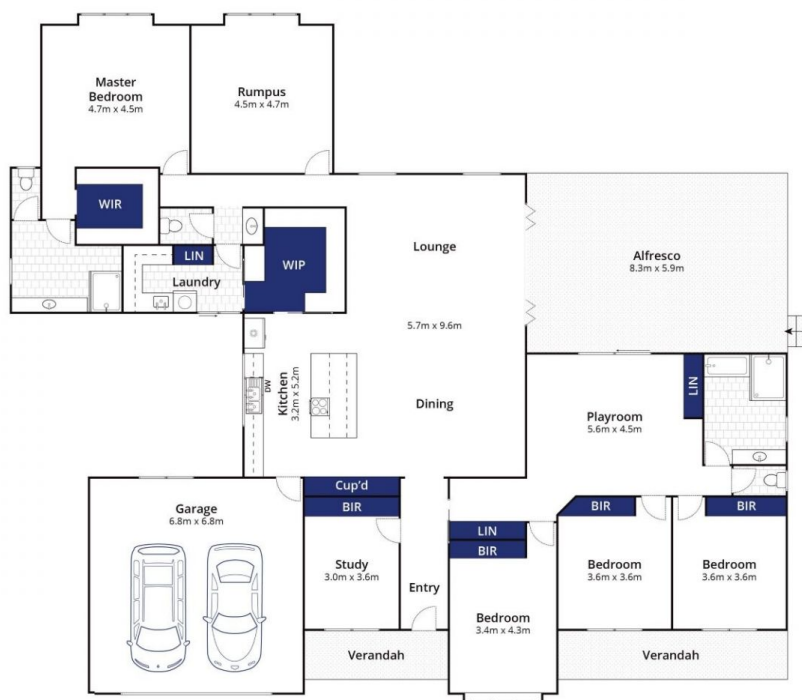 Master
Bedroom
4.7m x 4.5m
Rumpus
4.5m x 4.7m
WIR
LIN
Laundry
WIP
Lounge
5.7m x 9.6m
Dining
Alfresco
8.3m x 5.9m
DW
Kitchen
3.2m x 5.2m
LIN
Playroom
5.6m x 4.5m
Garage
6.8m x 6.8m
Cup'd
BIR
Study
3.0m x 3.6m
Entry
LIN
BIR
Bedroom
3.4m x 4.3m
BIR
Bedroom
3.6m x 3.6m
BIR
Bedroom
3.6m x 3.6m
Verandah
Verandah